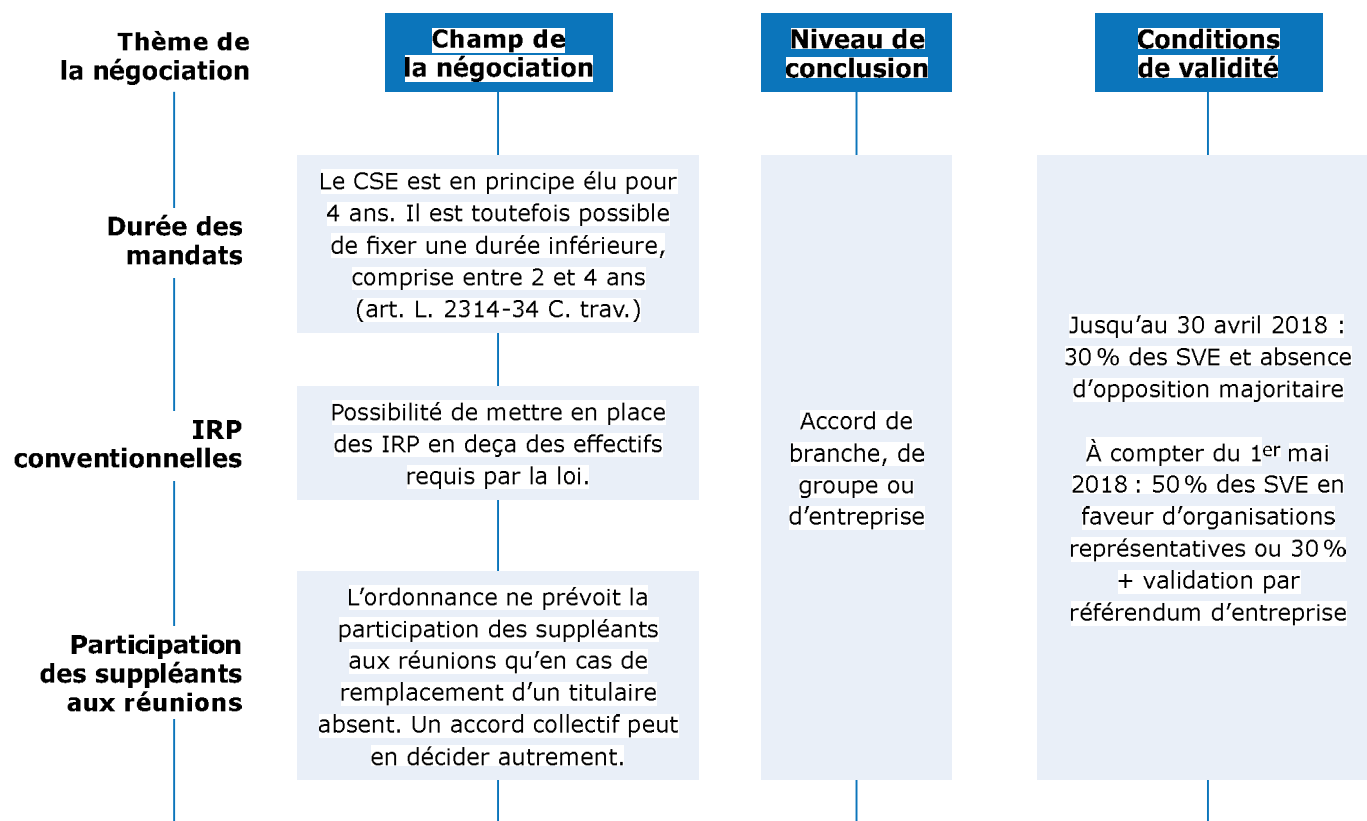 Thème de
la négociation
Champ de
la négociation
Niveau de
conclusion
Conditions
de validité
Durée des
mandats
Le CSE est en principe élu pour
4 ans. Il est toutefois possible
de fixer une durée inférieure,
comprise entre 2 et 4 ans
(art. L. 2314-34 C. trav.)
IRP
conventionnelles
Possibilité de mettre en place
des IRP en deça des effectifs
requis par la loi.
Participation
des suppléants
aux réunions
L’ordonnance ne prévoit la
participation des suppléants
aux réunions qu’en cas de
remplacement d’un titulaire
absent. Un accord collectif peut
en décider autrement.
Accord de
branche, de
groupe ou
d’entreprise
Jusqu’au 30 avril 2018 :
30 % des SVE et absence
d’opposition majoritaire
À compter du 1er mai
2018 : 50 % des SVE en
faveur d’organisations
représentatives ou 30 %
+ validation par
référendum d’entreprise